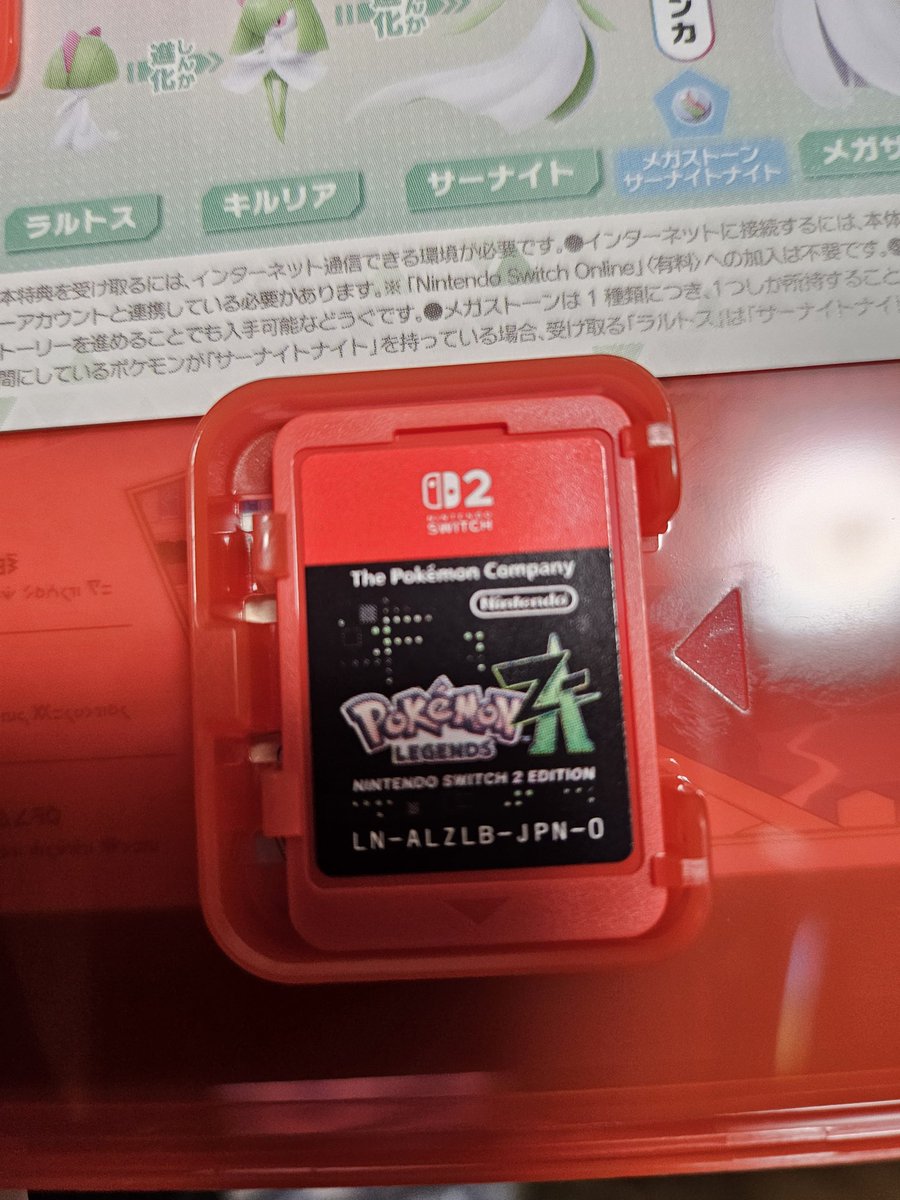 進化
しんか
進化
しんか
ラルトス
キルリア
サーナイト
メガストーン
サーナイトナイト
メガサ
本特典を受け取るには、インターネット通信できる環境が必要です。●インターネットに接続するには、本体
ーアカウントと連携している必要があります。※「Nintendo Switch Online」(有料)への加入は不要です。
トーリーを進めることでも入手可能などうぐです。●メガストーンは1種類につき、1つしか所持すること
間にしているポケモンが「サーナイトナイト」を持っている場合、受け取る「ラルトス」は「サーナイトナイ
2
NINTENDO
SWITCH
The Pokémon Company
Nintendo
POKÉMON
LEGENDS
ZA
™
NINTENDO SWITCH 2 EDITION
LN-ALZLB-JPN-0